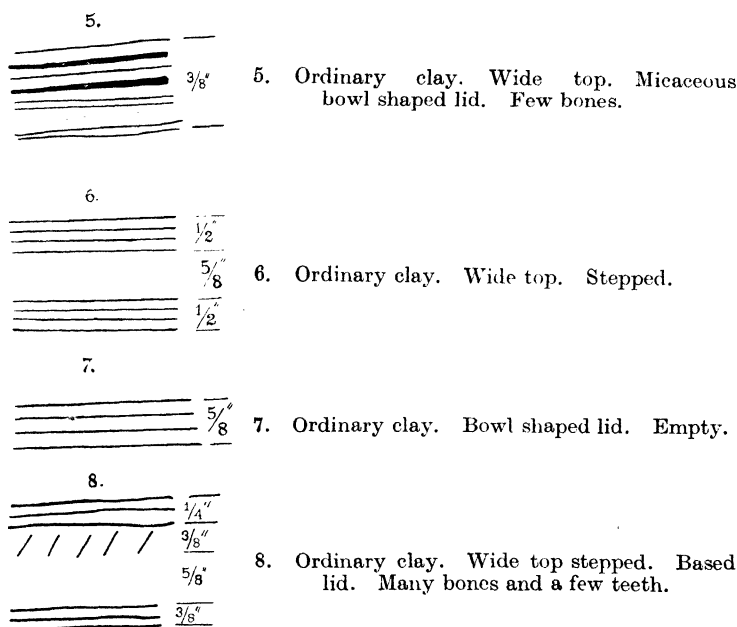 5.
3/8"
5. Ordinary clay. Wide top. Micaceous
bowl shaped lid. Few bones.
6.
1/2"
5/8"
1/2"
6. Ordinary clay. Wide top. Stepped.
7.
5/8"
7. Ordinary clay. Bowl shaped lid. Empty.
8.
1/4"
3/8"
5/8"
3/8"
8. Ordinary clay. Wide top stepped. Based
lid. Many bones and a few teeth.